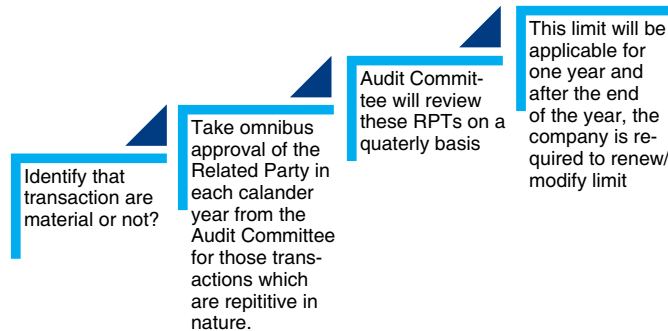 Identify that
transaction are
material or not?
Take omnibus
approval of the
Related Party in
each calander
year from the
Audit Committee
for those trans-
actions which
are repititive in
nature.
Audit Commit-
tee will review
these RPTs on a
quaterly basis
This limit will be
applicable for
one year and
after the end
of the year, the
company is re-
quired to renew/
modify limit